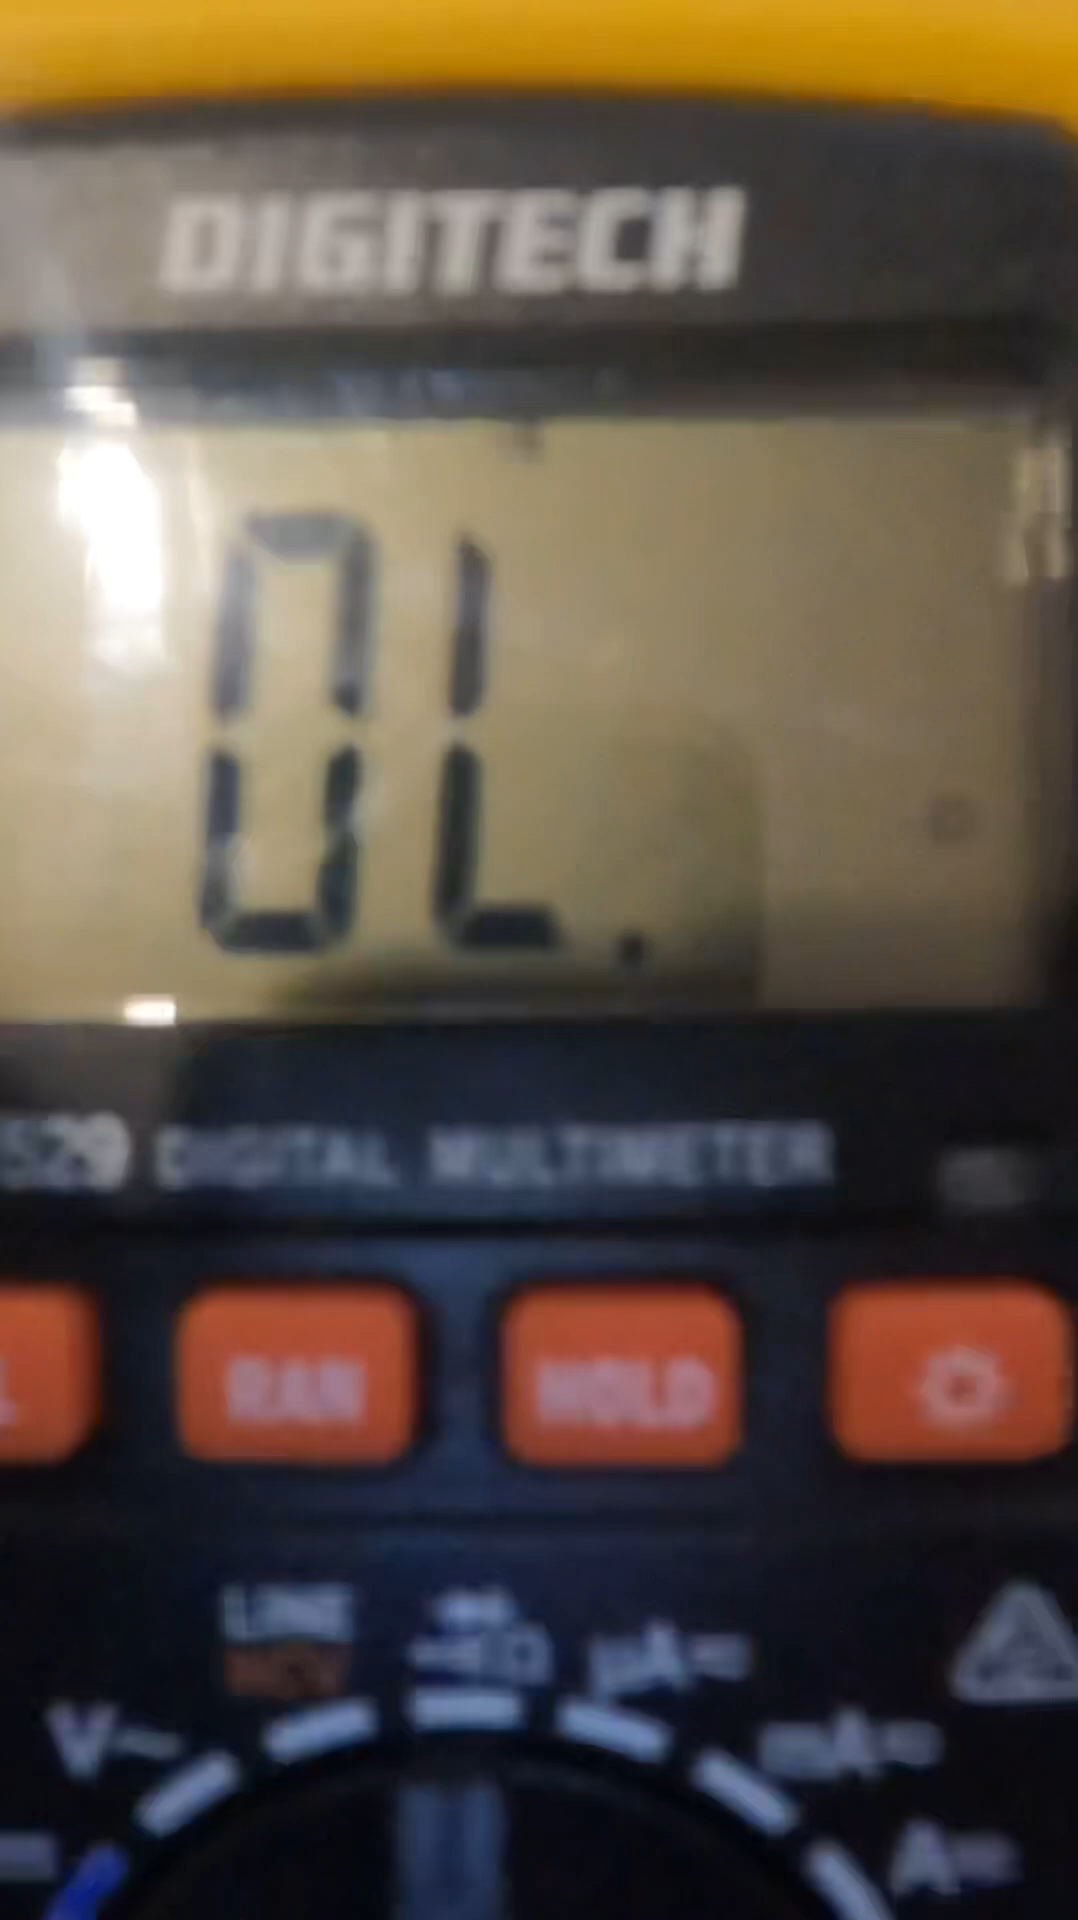 DIGITECH
0L.
529 DIGITAL MULTIMETER
L RAN HOLD
LINE Ω µA
V mA
A